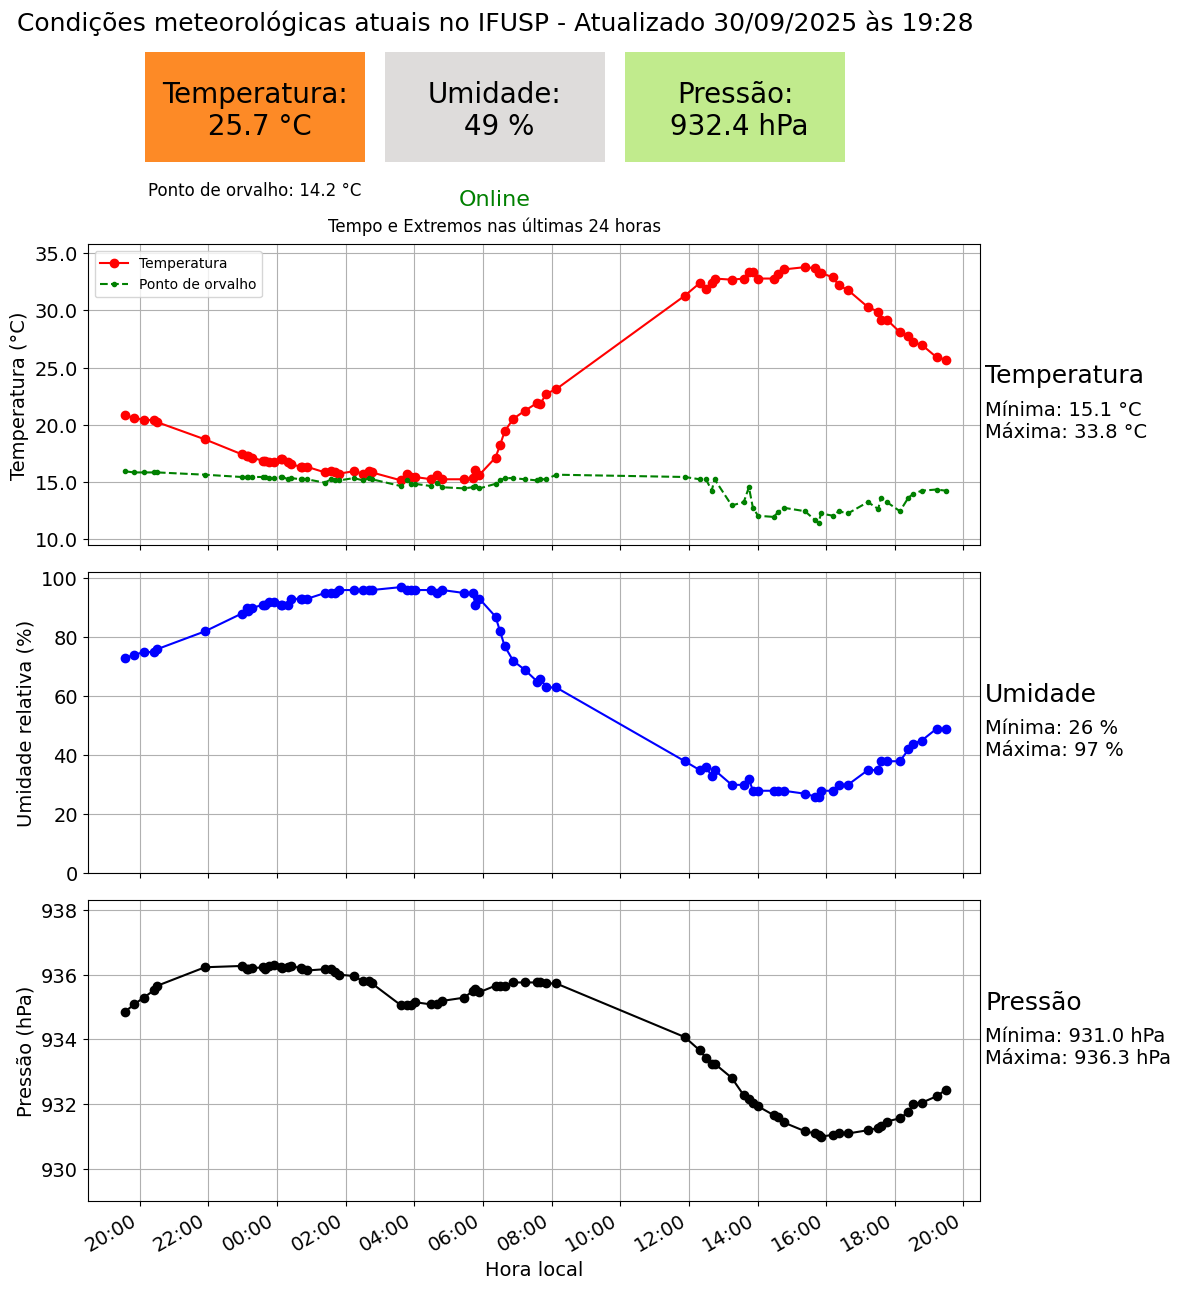 Condições meteorológicas atuais no IFUSP - Atualizado 30/09/2025 às 19:28
Temperatura:
25.7 °C
Umidade:
49 %
Pressão:
932.4 hPa
Ponto de orvalho: 14.2 °C
Online
Tempo e Extremos nas últimas 24 horas
Temperatura
Ponto de orvalho
Temperatura (°C)
35.0
30.0
25.0
20.0
15.0
10.0
Temperatura
Mínima: 15.1 °C
Máxima: 33.8 °C
Umidade relativa (%)
100
80
60
40
20
0
Umidade
Mínima: 26 %
Máxima: 97 %
Pressão (hPa)
938
936
934
932
930
Pressão
Mínima: 931.0 hPa
Máxima: 936.3 hPa
20:00
22:00
00:00
02:00
04:00
06:00
08:00
10:00
12:00
14:00
16:00
18:00
20:00
Hora local